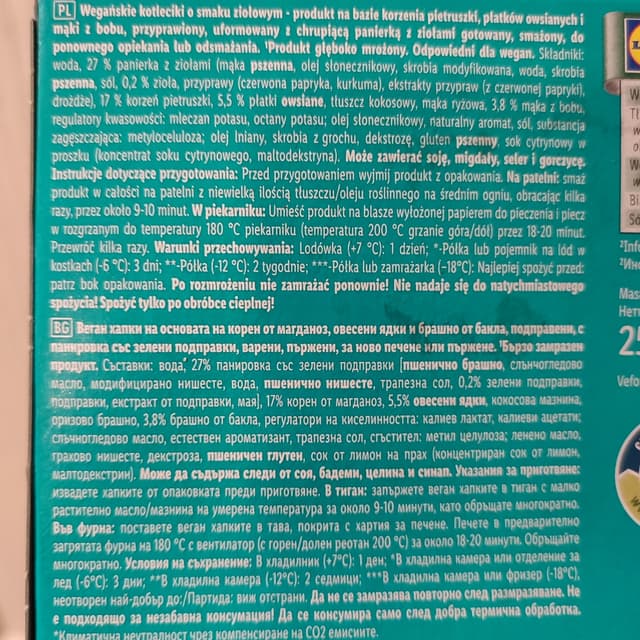 PL Wegańskie kotleciki o smaku ziołowym - produkt na bazie korzenia pietruszki, płatków owsianych i
mąki z bobu, przyprawiony, uformowany z chrupiącą panierką z ziołami gotowany, smażony, do
ponownego opiekania lub odsmażania. ¹Produkt głęboko mrożony. Odpowiedni dla wegan. Składniki:
woda, 27 % panierka z ziołami (mąka pszenna, olej słonecznikowy, skrobia modyfikowana, woda, skrobia
pszenna, sól, 0,2 % zioła, przyprawy (czerwona papryka, kurkuma), ekstrakty przypraw (z czerwonej papryki),
drożdże), 17 % korzeń pietruszki, 5,5 % płatki owsiane, tłuszcz kokosowy, mąka ryżowa, 3,8 % mąka z bobu,
regulatory kwasowości: mleczan potasu, octany potasu; olej słonecznikowy, naturalny aromat, sól, substancja
zagęszczająca: metyloceluloza; olej lniany, skrobia z grochu, dekstroza, gluten pszenny, sok cytrynowy w
proszku (koncentrat soku cytrynowego, maltodekstryna). Może zawierać soję, migdały, seler i gorczycę.
Instrukcje dotyczące przygotowania: Przed przygotowaniem wyjmij produkt z opakowania. Na patelni: smaż
produkt w całości na patelni z niewielką ilością tłuszczu/oleju roślinnego na średnim ogniu, obracając kilka
razy, przez około 9-10 minut. W piekarniku: Umieść produkt na blasze wyłożonej papierem do pieczenia i piecz
w rozgrzanym do temperatury 180 °C piekarniku (temperatura 200 °C grzanie góra/dół) przez 18-20 minut.
Przewróć kilka razy. Warunki przechowywania: Lodówka (+7 °C): 1 dzień; *-Półka lub pojemnik na lód w
kostkach (-6 °C): 3 dni; **-Półka (-12 °C): 2 tygodnie; ***-Półka lub zamrażarka (–18°C): Najlepiej spożyć przed:
patrz bok opakowania. Po rozmrożeniu nie zamrażać ponownie! Nie nadaje się do natychmiastowego
spożycia! Spożyć tylko po obróbce cieplnej!
BG Веган хапки на основата на корен от магданоз, овесени ядки и брашно от бакла, подправени, с
панировка със зелени подправки, варени, пържени, за ново печене или пържене. ¹Бързо замразен
продукт. Съставки: вода, 27% панировка със зелени подправки [пшенично брашно, слънчогледово
масло, модифицирано нишесте, вода, пшенично нишесте, трапезна сол, 0,2% зелени подправки,
подправки, екстракт от подправки, мая], 17% корен от магданоз, 5,5% овесени ядки, кокосова мазнина,
оризово брашно, 3,8% брашно от бакла, регулатори на киселинността: калиев лактат, калиеви ацетати;
слънчогледово масло, естествен ароматизант, трапезна сол, сгъстител: метил целулоза; ленено масло,
грахово нишесте, декстроза, пшеничен глутен, сок от лимон на прах (концентриран сок от лимон,
малтодекстрин). Може да съдържа следи от соя, бадеми, целина и синап. Указания за приготвяне:
извадете хапките от опаковката преди приготвяне. В тиган: запържете веган хапките в тиган с малко
растително масло/мазнина на умерена температура за около 9-10 минути, като обръщате многократно.
Във фурна: поставете веган хапките в тава, покрита с хартия за печене. Печете в предварително
загрятата фурна на 180 °C с вентилатор (с горен/долен реотан 200 °C) за около 18-20 минути. Обръщайте
многократно. Условия на съхранение: В хладилник (+7°C): 1 ден; *В хладилна камера или отделение за
лед (-6°C): 3 дни; **В хладилна камера (-12°C): 2 седмици; ***В хладилна камера или фризер (-18°C),
неотворен най-добър до:/Партида: виж отстрани. Да не се замразява повторно след размразяване. Не
е подходящо за незабавна консумация! Да се консумира само след добра термична обработка.
*Климатична неутралност чрез компенсиране на CO2 емисиите.